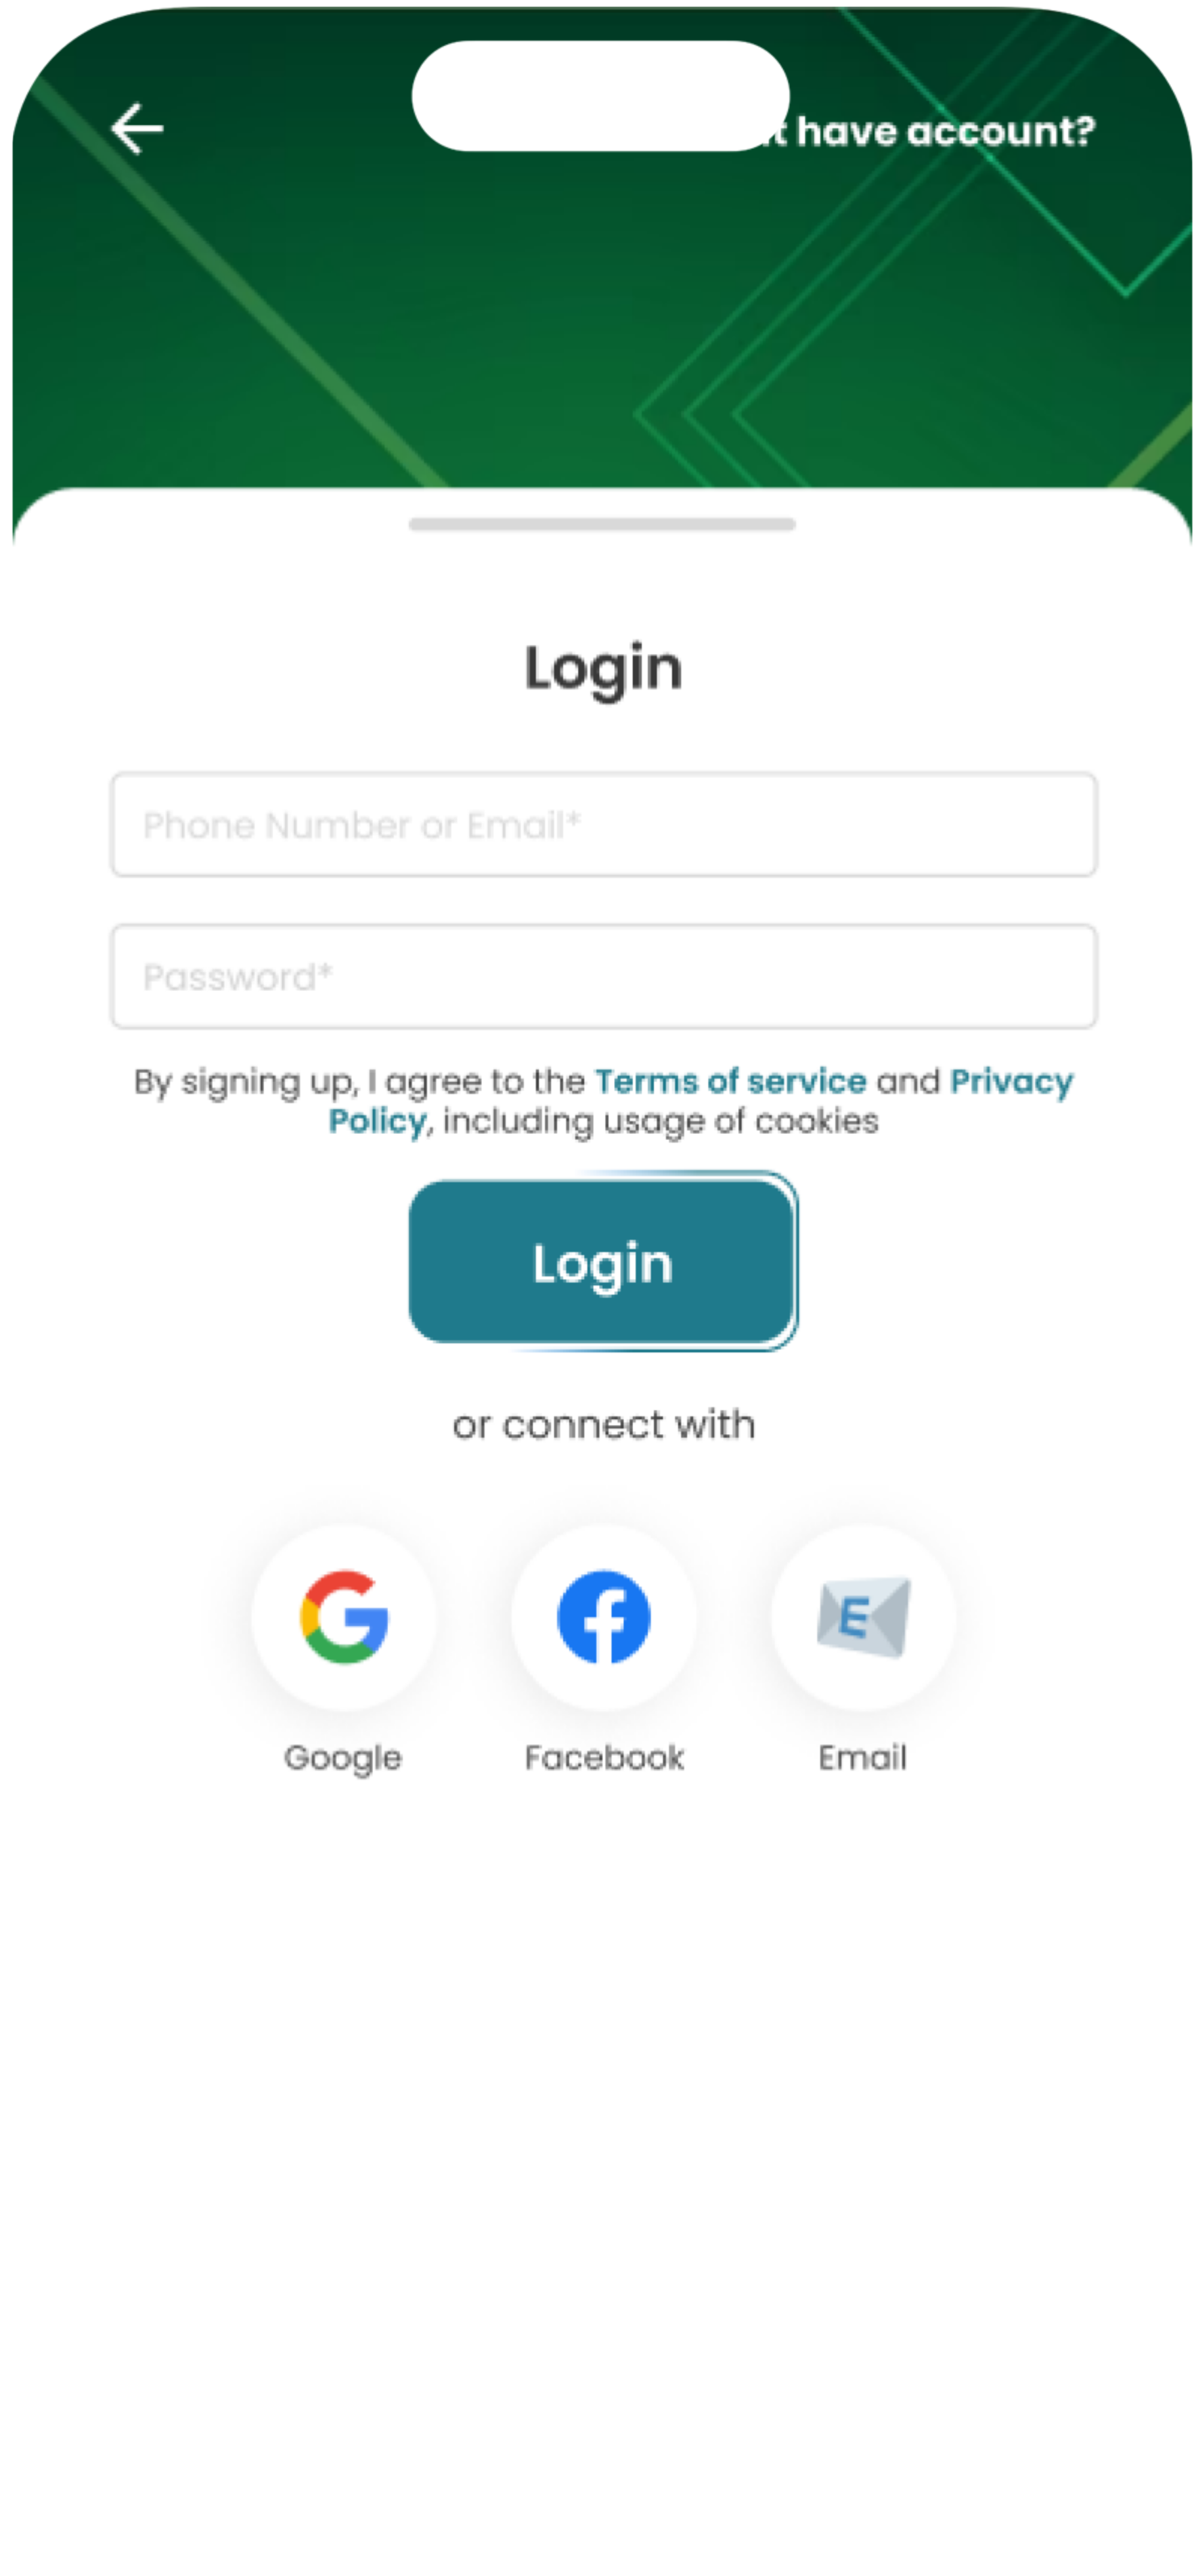 have account?
Login
Phone Number or Email*
Password*
By signing up, I agree to the Terms of service and Privacy
Policy, including usage of cookies
Login
or connect with
E
Google
Facebook
Email